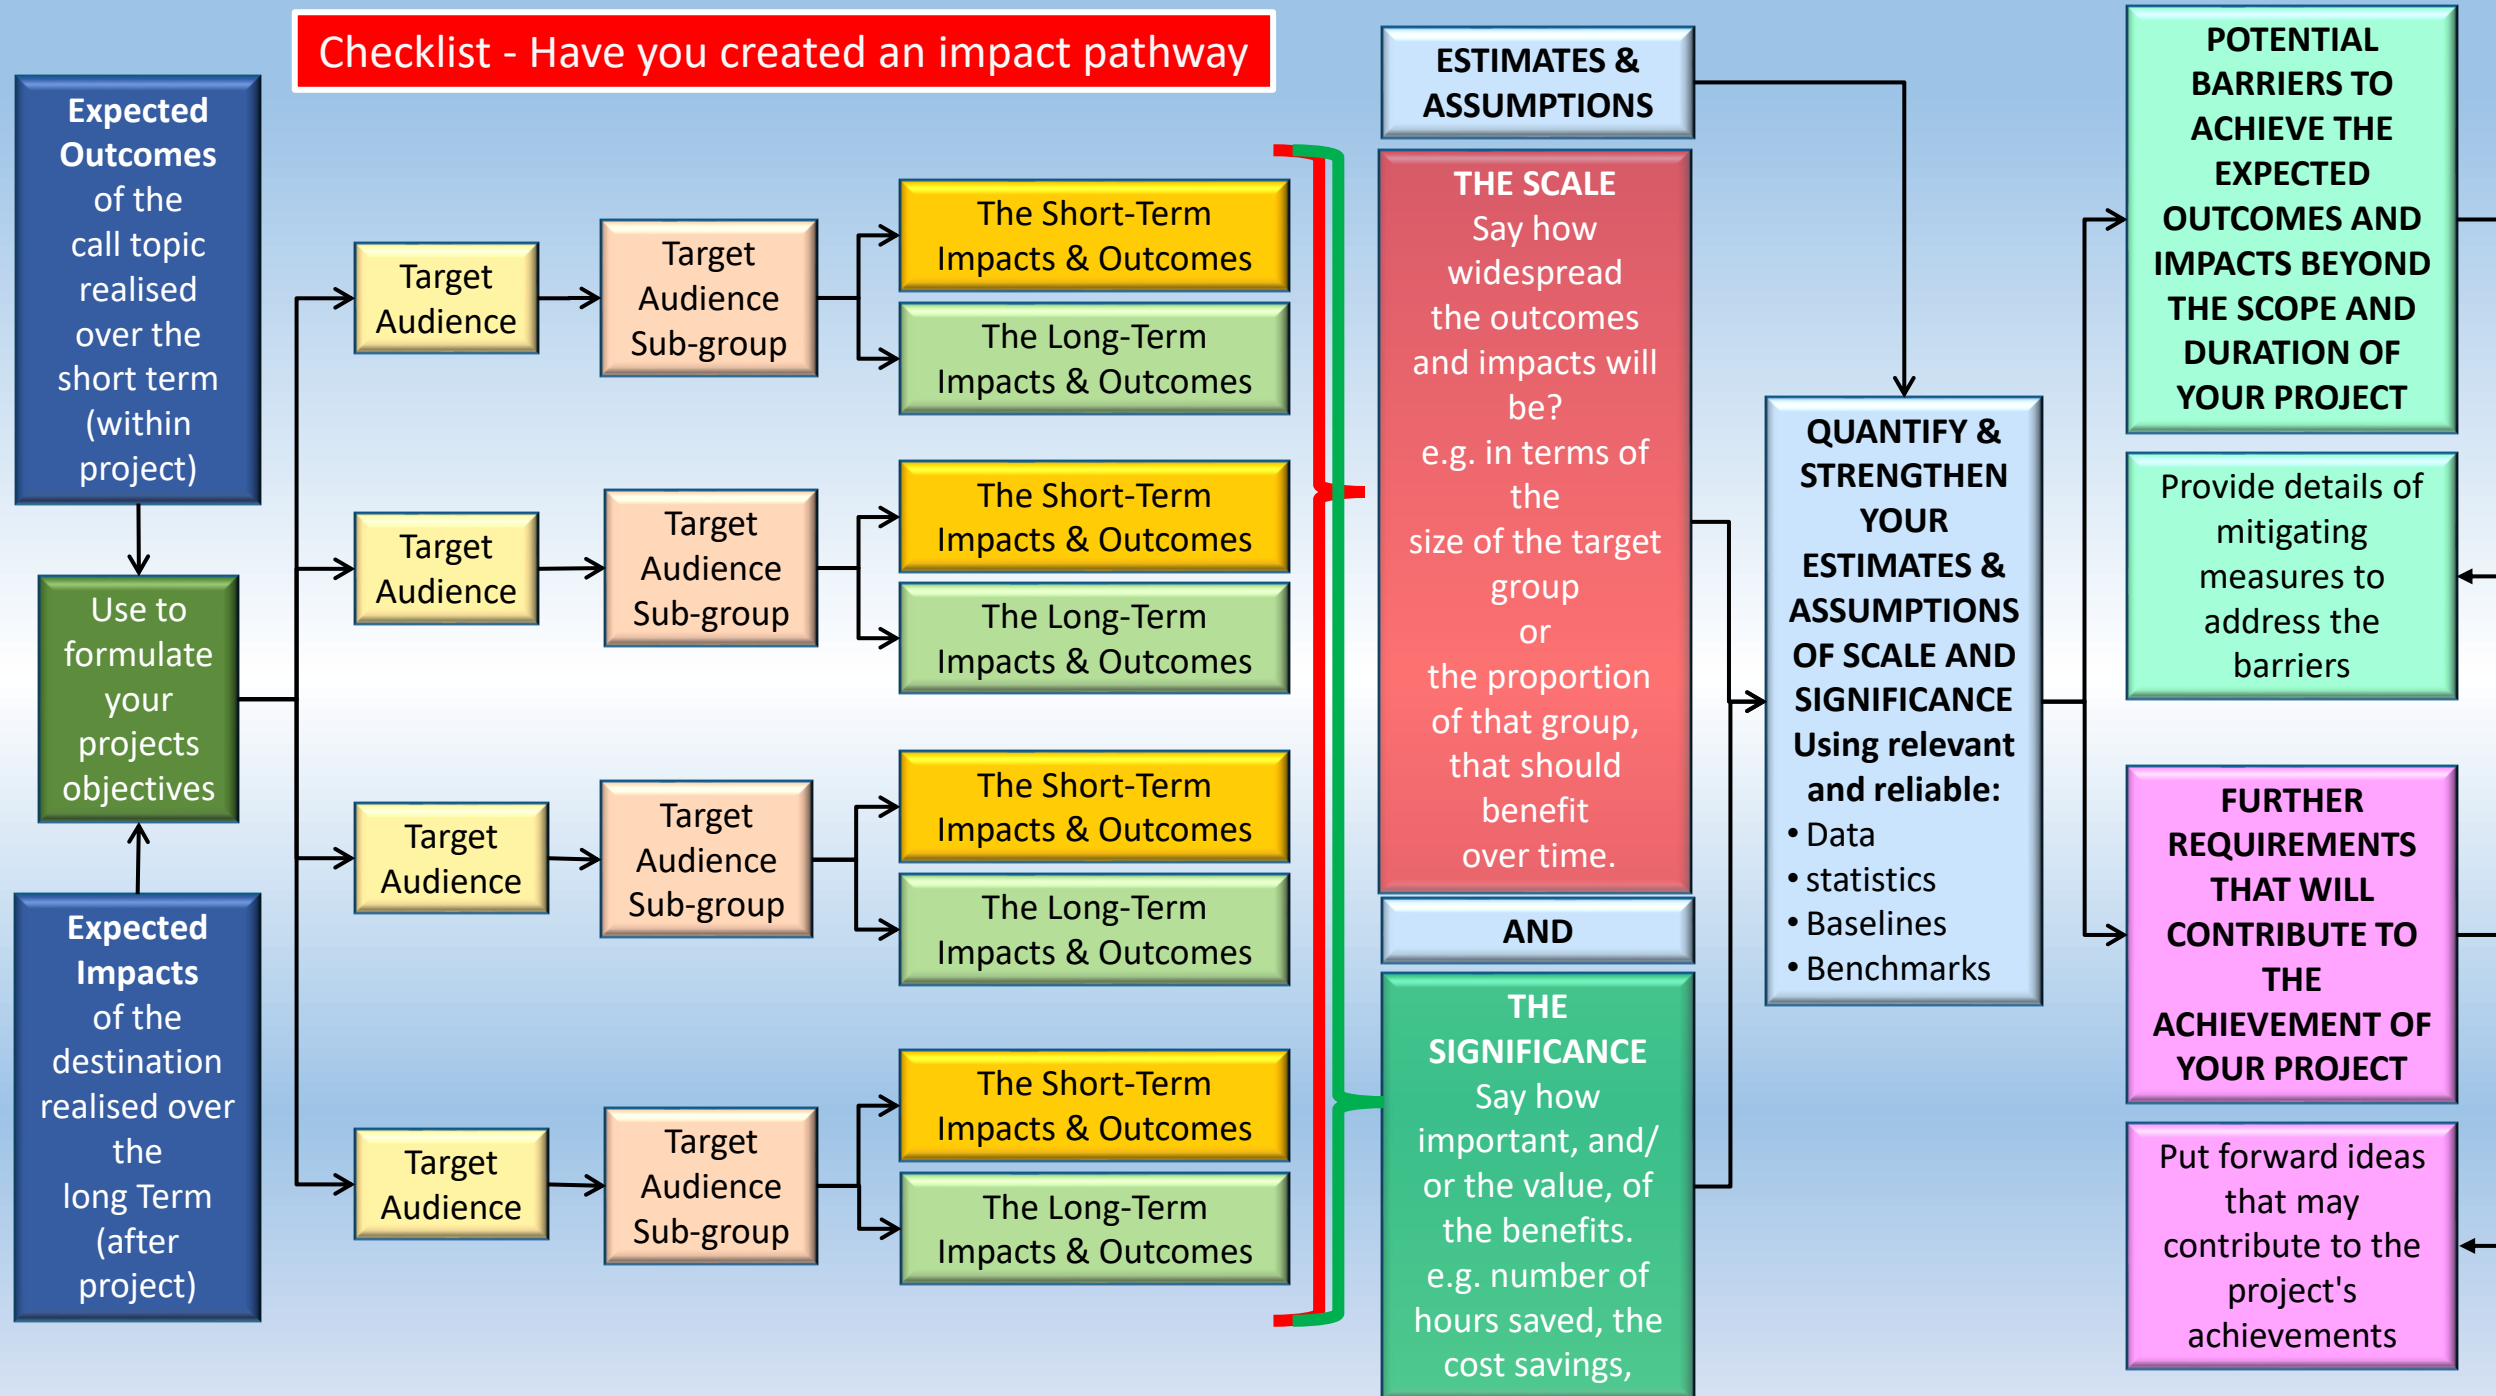 Checklist - Have you created an impact pathway
Expected
Outcomes
of the
call topic
realised
over the
short term
(within
project)
Use to
formulate
your
projects
objectives
Expected
Impacts
of the
destination
realised over
the
long Term
(after
project)
Target
Audience
Target
Audience
Sub-group
The Short-Term
Impacts & Outcomes
The Long-Term
Impacts & Outcomes
Target
Audience
Target
Audience
Sub-group
The Short-Term
Impacts & Outcomes
The Long-Term
Impacts & Outcomes
Target
Audience
Target
Audience
Sub-group
The Short-Term
Impacts & Outcomes
The Long-Term
Impacts & Outcomes
Target
Audience
Target
Audience
Sub-group
The Short-Term
Impacts & Outcomes
The Long-Term
Impacts & Outcomes
ESTIMATES &
ASSUMPTIONS
THE SCALE
Say how
widespread
the outcomes
and impacts will
be?
e.g. in terms of
the
size of the target
group
or
the proportion
of that group,
that should
benefit
over time.
AND
THE
SIGNIFICANCE
Say how
important, and/
or the value, of
the benefits.
e.g. number of
hours saved, the
cost savings,
QUANTIFY &
STRENGTHEN
YOUR
ESTIMATES &
ASSUMPTIONS
OF SCALE AND
SIGNIFICANCE
Using relevant
and reliable:
• Data
• statistics
• Baselines
• Benchmarks
POTENTIAL
BARRIERS TO
ACHIEVE THE
EXPECTED
OUTCOMES AND
IMPACTS BEYOND
THE SCOPE AND
DURATION OF
YOUR PROJECT
Provide details of
mitigating
measures to
address the
barriers
FURTHER
REQUIREMENTS
THAT WILL
CONTRIBUTE TO
THE
ACHIEVEMENT OF
YOUR PROJECT
Put forward ideas
that may
contribute to the
project's
achievements